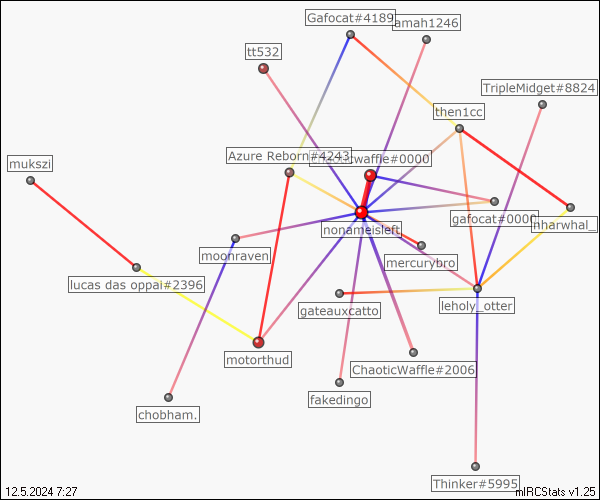 Gafocat#4189
amah1246
tt532
TripleMidget#8824
then1cc
Azure Reborn#4243
waffle#0000
mukszi
gafocat#0000
nharwhal_
nonameisleft
moonraven
mercurybro
lucas das oppai#2396
gateauxcatto
leholy_otter
motorthud
ChaoticWaffle#2006
fakedingo
chobham.
Thinker#5995
12.5.2024 7:27
mIRCStats v1.25